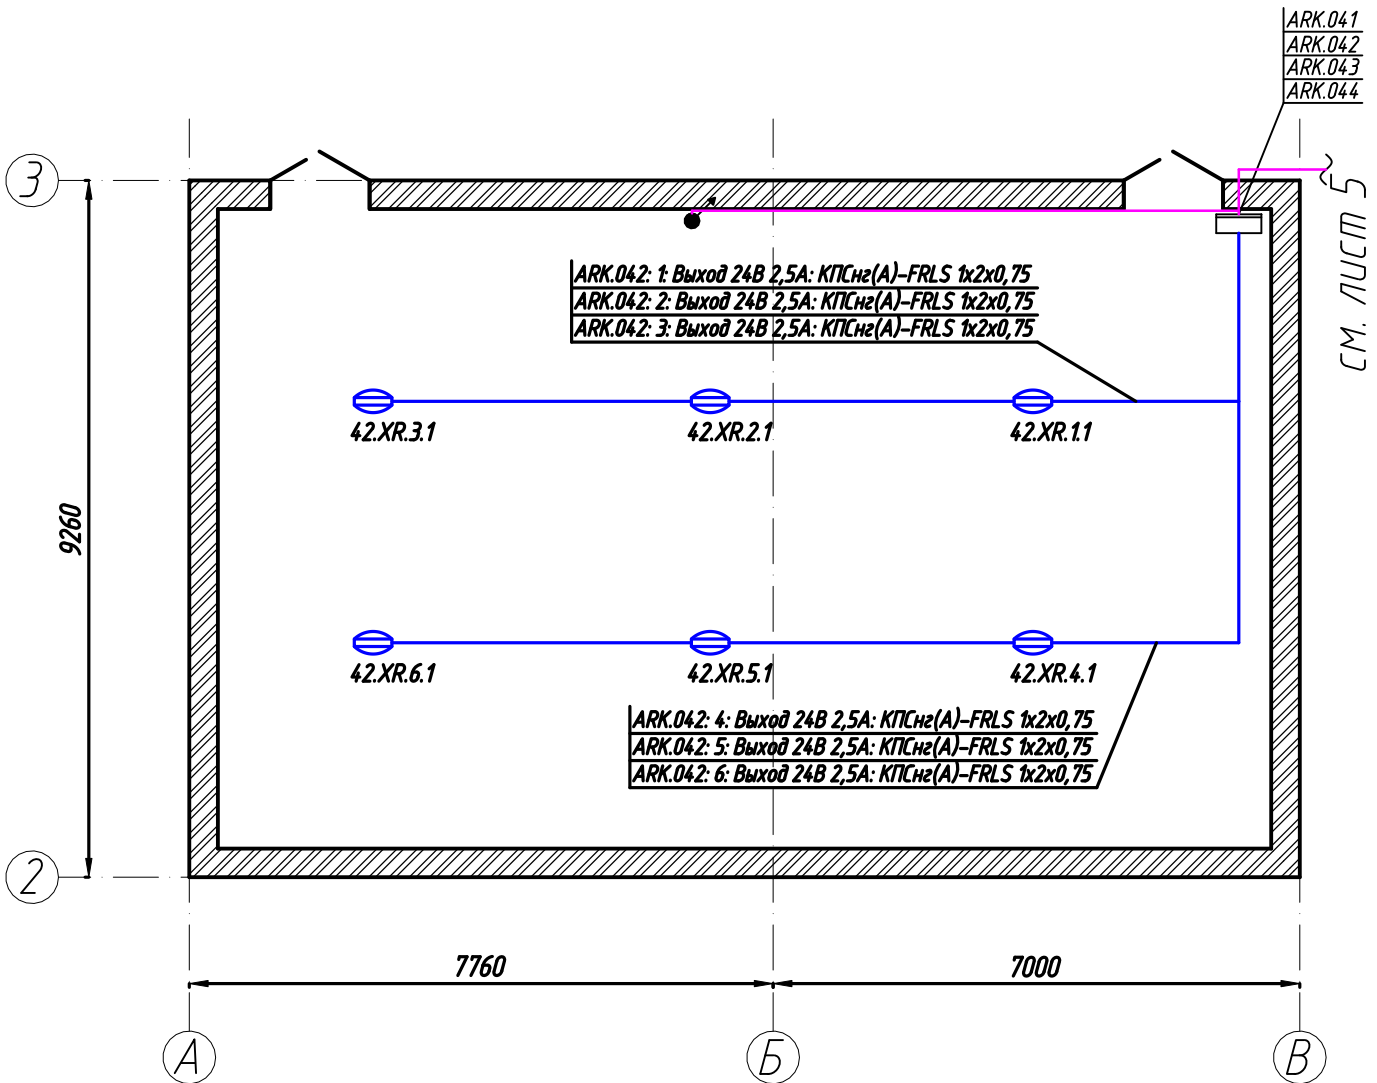 ARK.041
ARK.042
ARK.043
ARK.044
3
см. лист 5
ARK.042: 1: Выход 24В 2,5А: КПСнг(А)-FRLS 1х2х0,75
ARK.042: 2: Выход 24В 2,5А: КПСнг(А)-FRLS 1х2х0,75
ARK.042: 3: Выход 24В 2,5А: КПСнг(А)-FRLS 1х2х0,75
42.XR.3.1
42.XR.2.1
42.XR.1.1
9260
42.XR.6.1
42.XR.5.1
42.XR.4.1
ARK.042: 4: Выход 24В 2,5А: КПСнг(А)-FRLS 1х2х0,75
ARK.042: 5: Выход 24В 2,5А: КПСнг(А)-FRLS 1х2х0,75
ARK.042: 6: Выход 24В 2,5А: КПСнг(А)-FRLS 1х2х0,75
2
7760
7000
А
Б
В